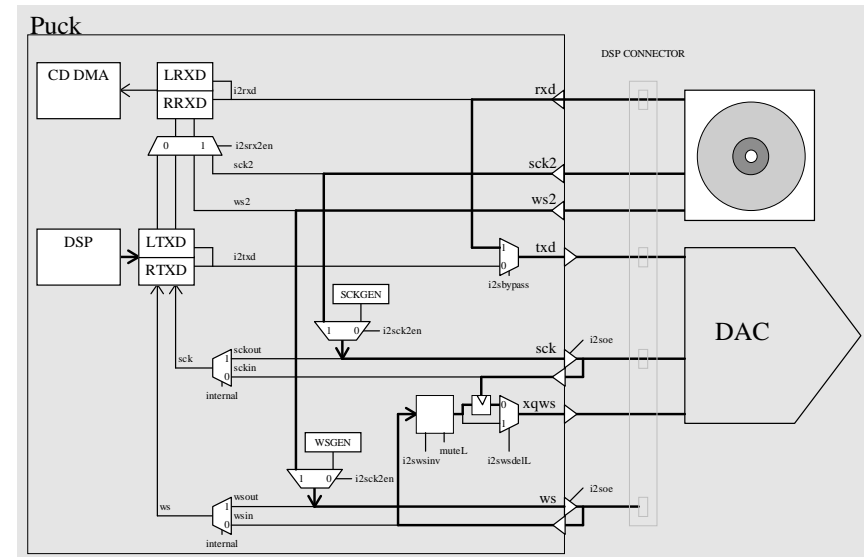 Puck
DSP CONNECTOR
CD DMA
LRXD
RRXD
i2rxd
rxd
0 1
i2srx2en
sck2
sck2
ws2
ws2
DSP
LTXD
RTXD
i2txd
txd
1
0
i2sbypass
SCKGEN
1 0
i2sck2en
DAC
sck
i2soe
sck
sckout
1
sckin
0
internal
xqws
0
1
muteL
i2swsinv
i2swsdelL
WSGEN
1 0
i2sck2en
ws
i2soe
ws
wsout
1
wsin
0
internal